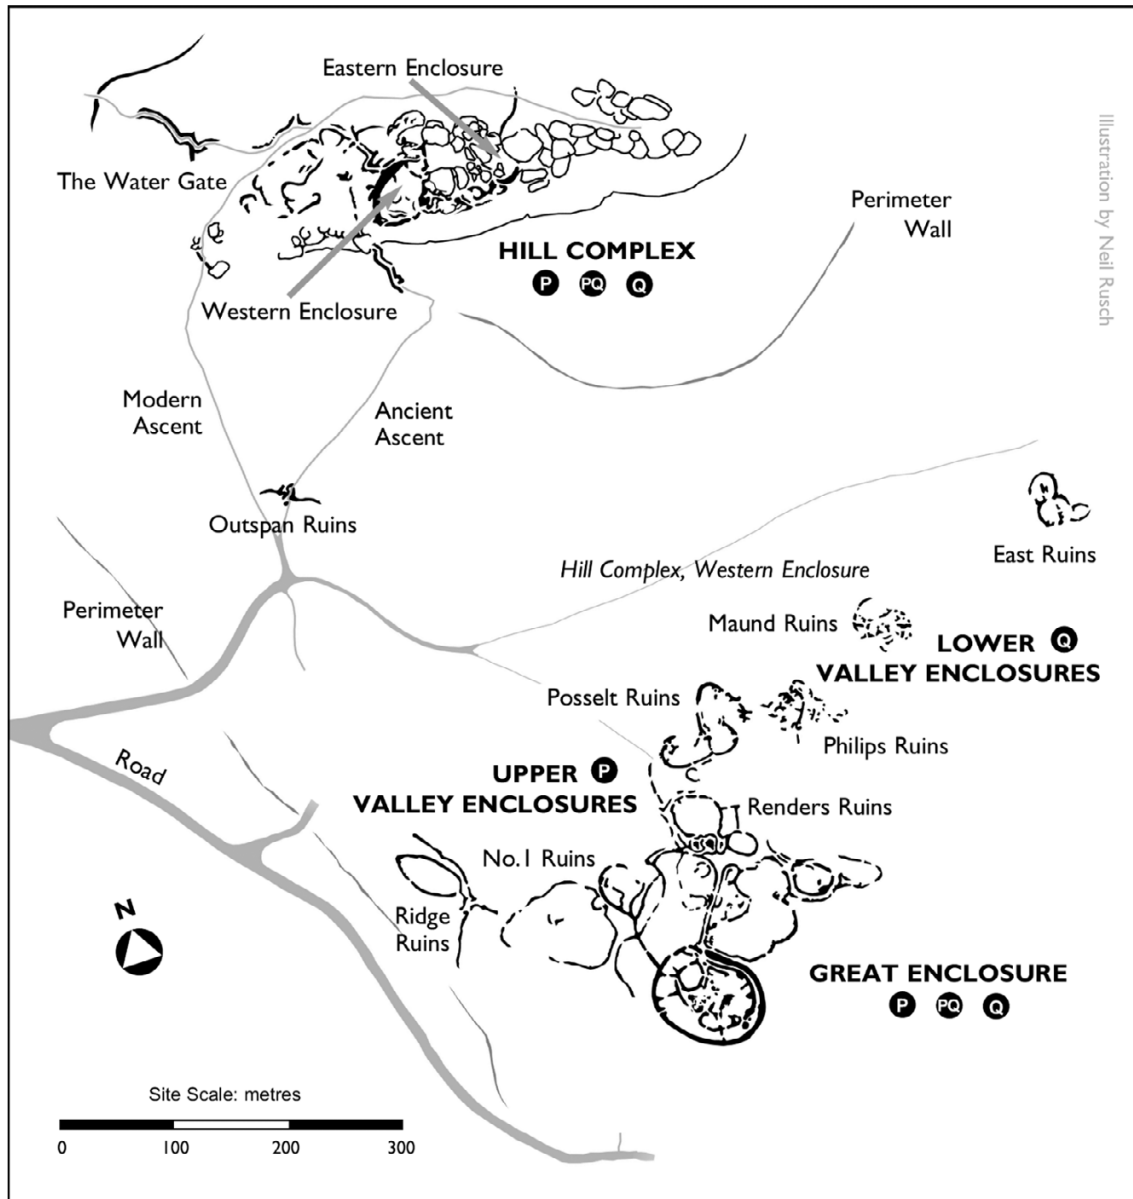 Eastern Enclosure
The Water Gate
Perimeter
Wall
Illustration by Neil Rusch
HILL COMPLEX
P PQ Q
Western Enclosure
Modern
Ascent
Ancient
Ascent
Outspan Ruins
East Ruins
Hill Complex, Western Enclosure
Perimeter
Wall
Maund Ruins
LOWER Q
VALLEY ENCLOSURES
Posselt Ruins
Philips Ruins
Road
UPPER P
VALLEY ENCLOSURES
Renders Ruins
No.1 Ruins
Ridge
Ruins
N
GREAT ENCLOSURE
P PQ Q
Site Scale: metres
0 100 200 300